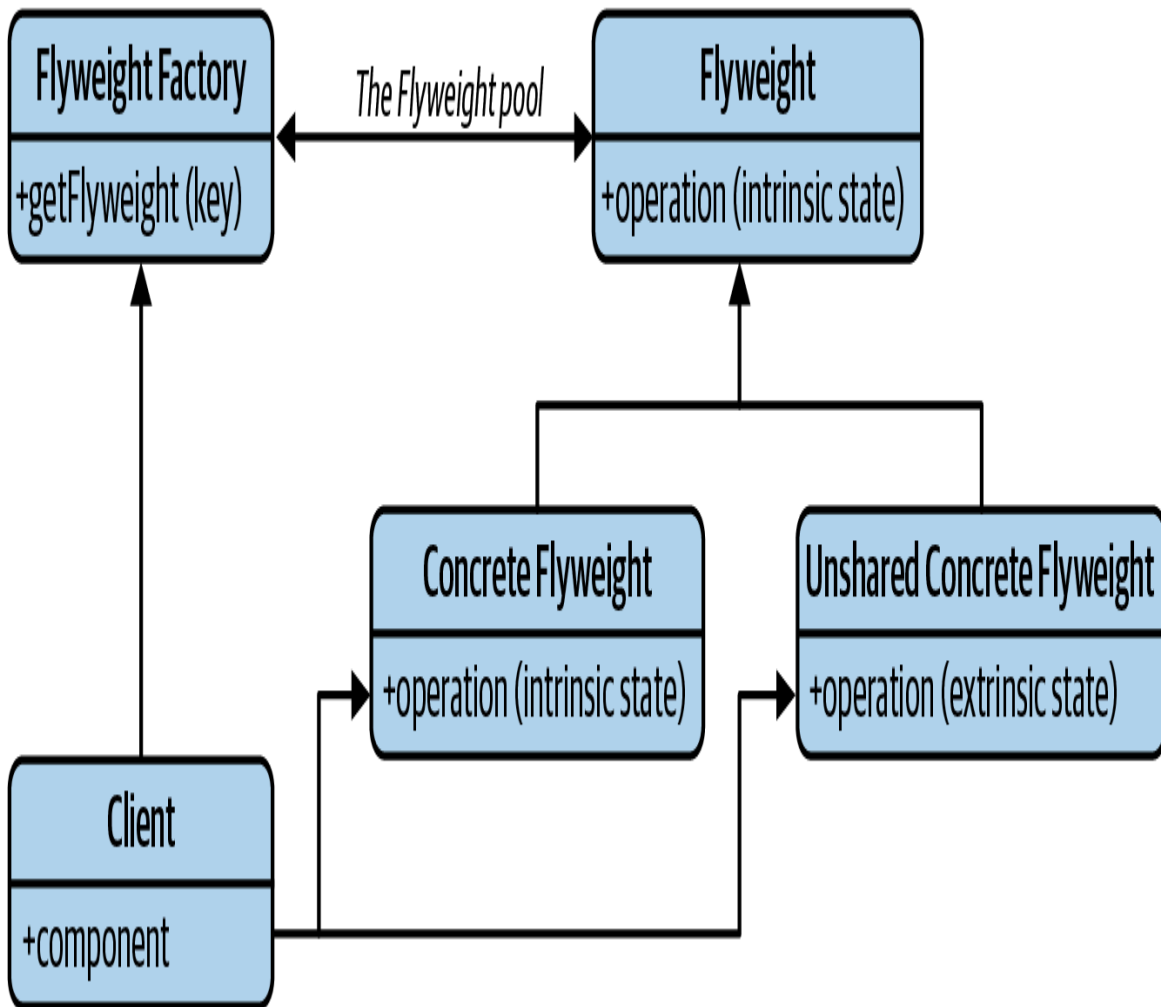 Flyweight Factory
+getFlyweight (key)
The Flyweight pool
Flyweight
+operation (intrinsic state)
Concrete Flyweight
+operation (intrinsic state)
Unshared Concrete Flyweight
+operation (extrinsic state)
Client
+component